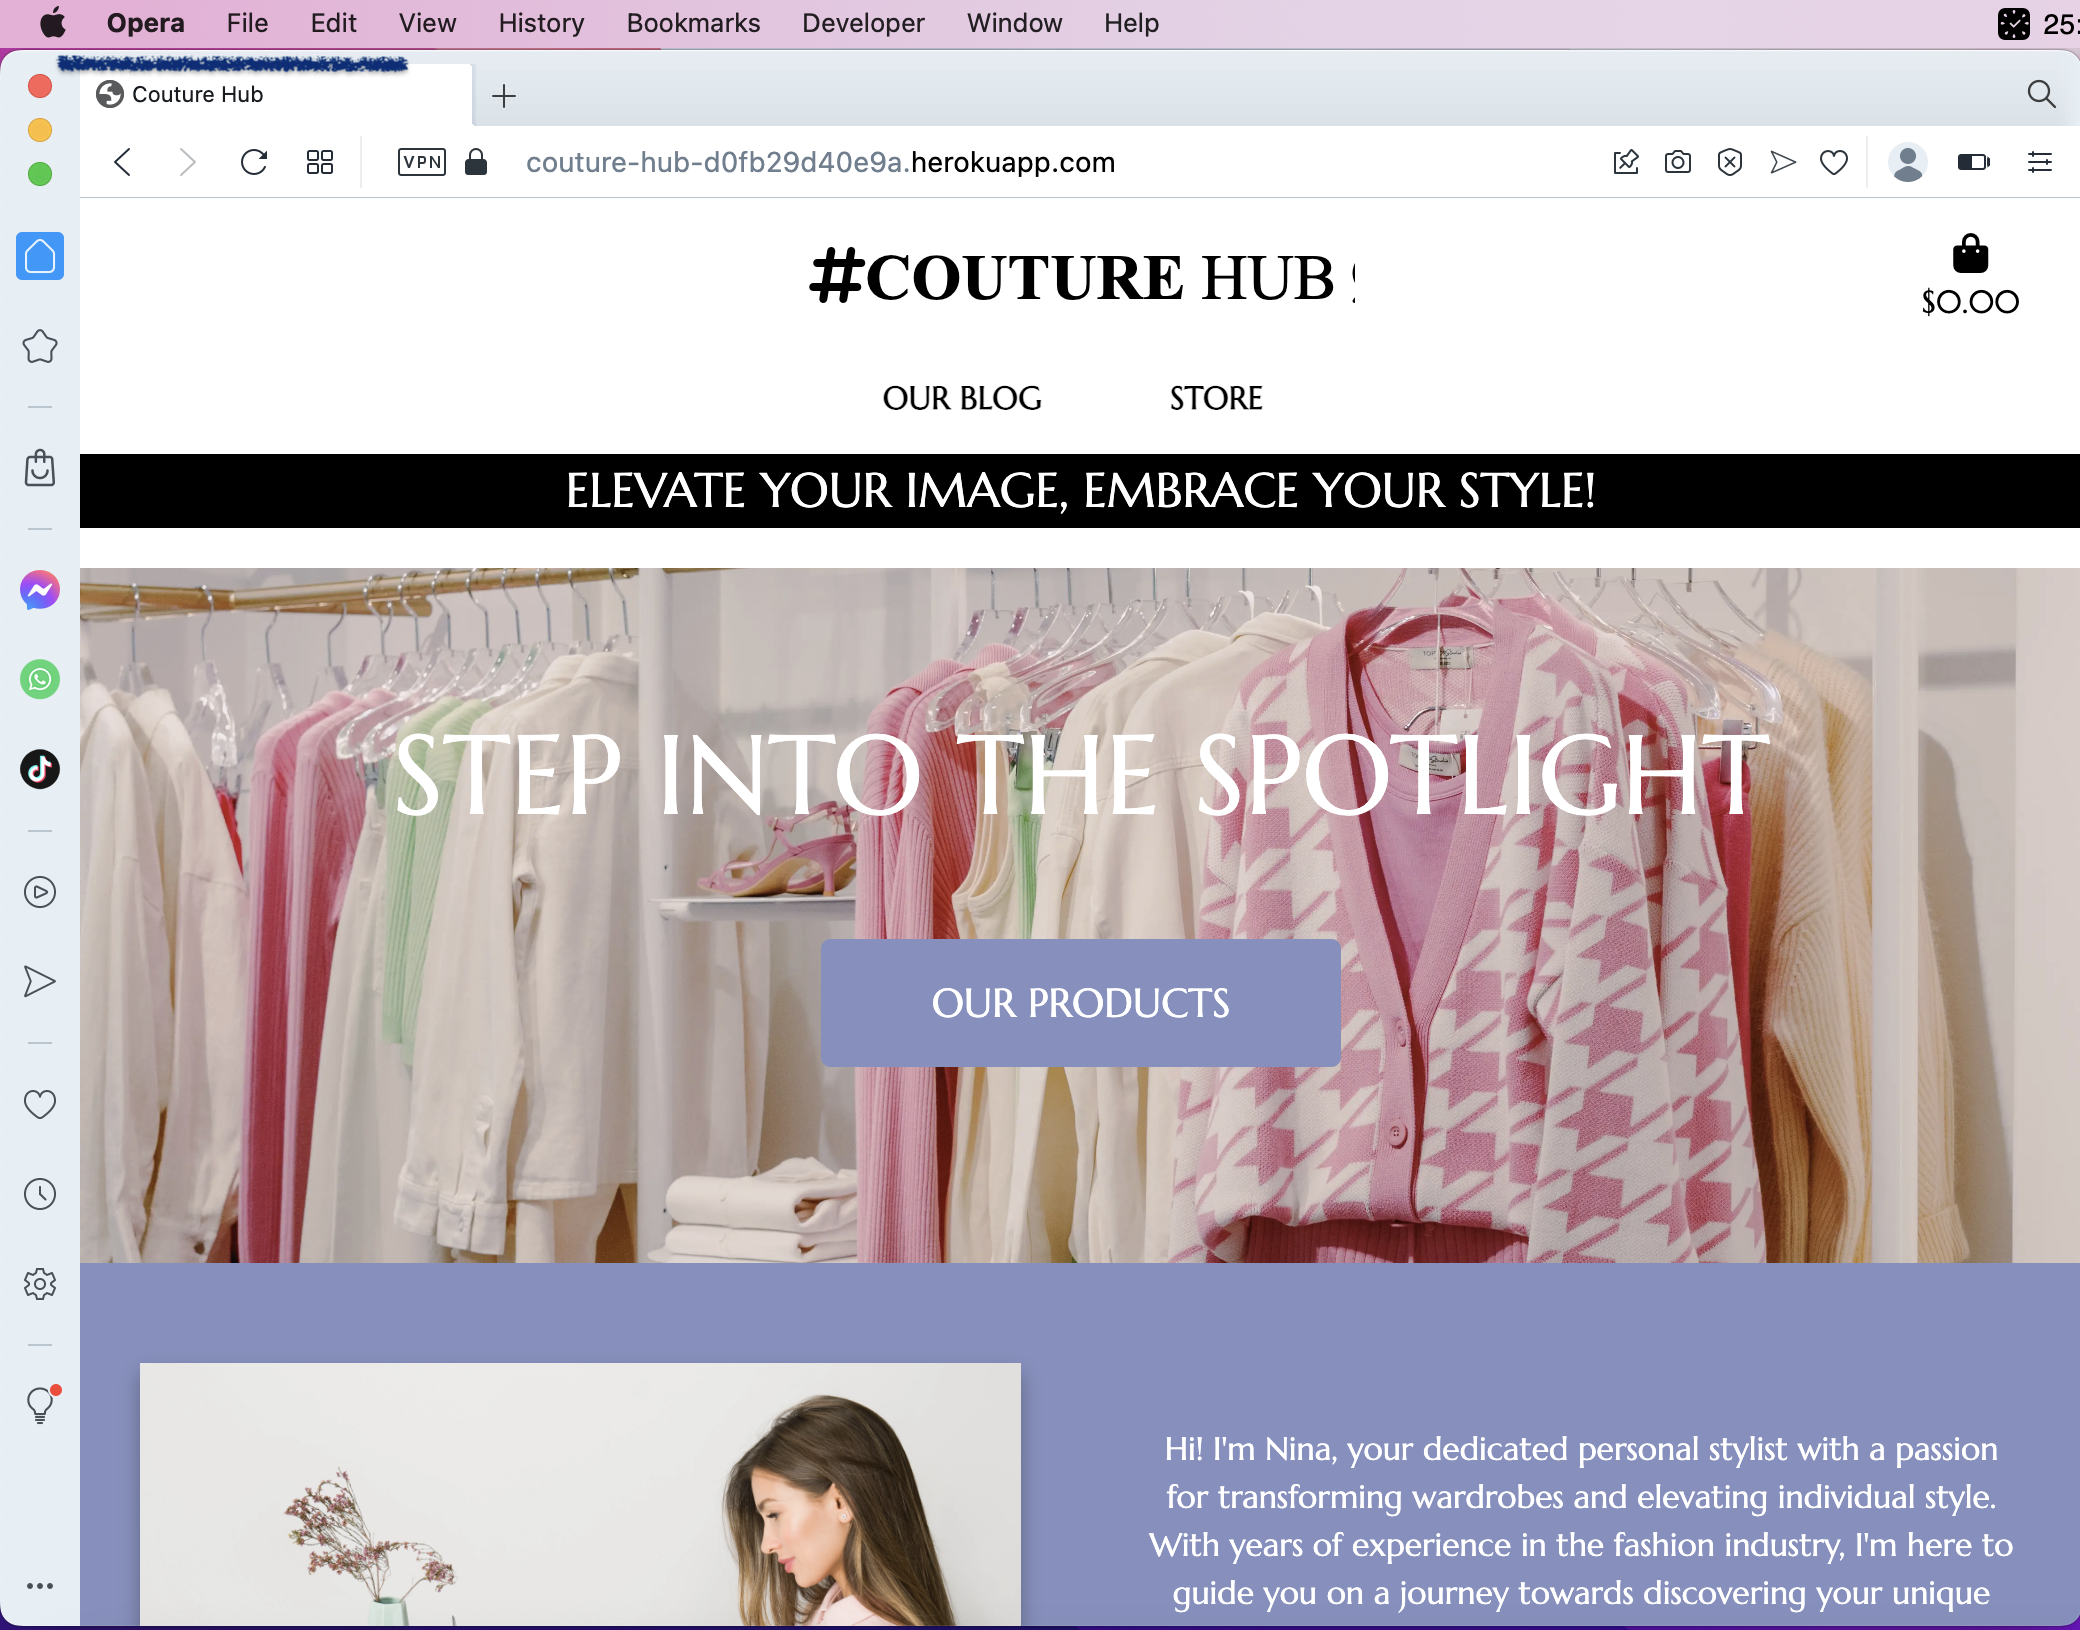 Opera File Edit View History Bookmarks Developer Window Help 25:
Couture Hub
VPN couture-hub-d0fb29d40e9a.herokuapp.com
#COUTURE HUB
$0.00
OUR BLOG STORE
ELEVATE YOUR IMAGE, EMBRACE YOUR STYLE!
STEP INTO THE SPOTLIGHT
OUR PRODUCTS
Hi! I'm Nina, your dedicated personal stylist with a passion
for transforming wardrobes and elevating individual style.
With years of experience in the fashion industry, I'm here to
guide you on a journey towards discovering your unique